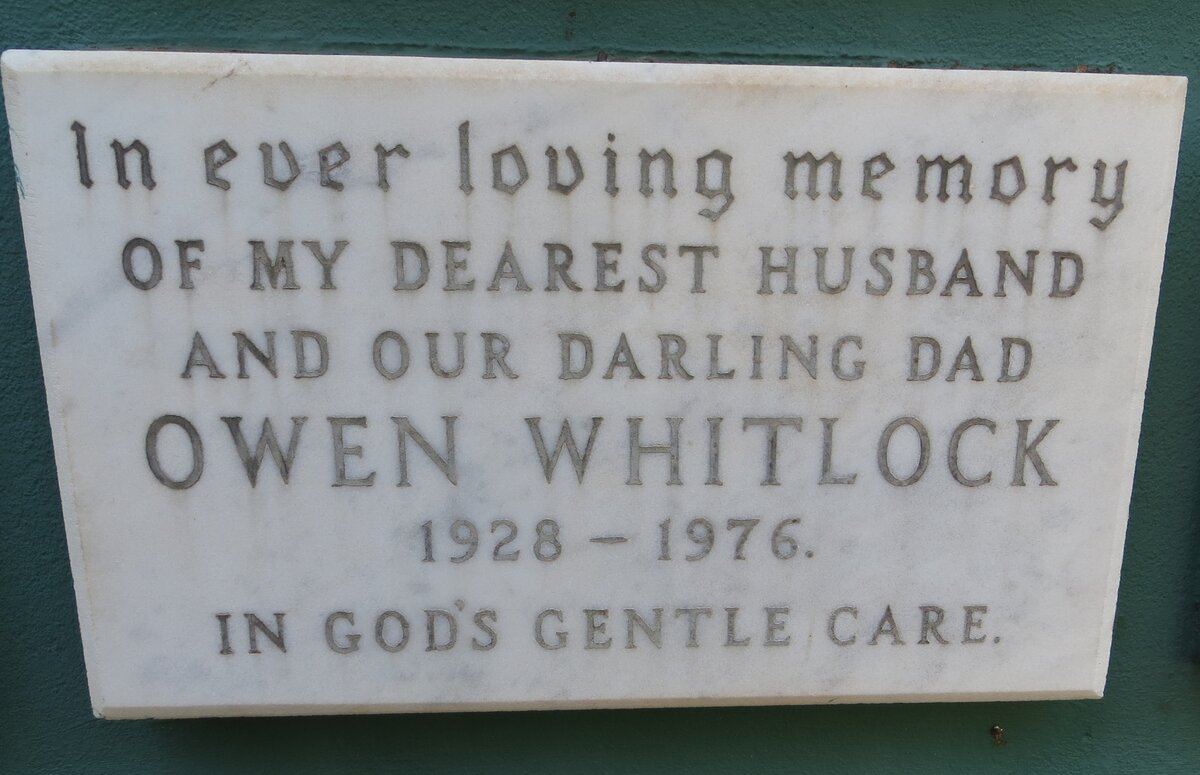 In ever loving memory
OF MY DEAREST HUSBAND
AND OUR DARLING DAD
OWEN WHITLOCK
1928 – 1976.
IN GOD'S GENTLE CARE.